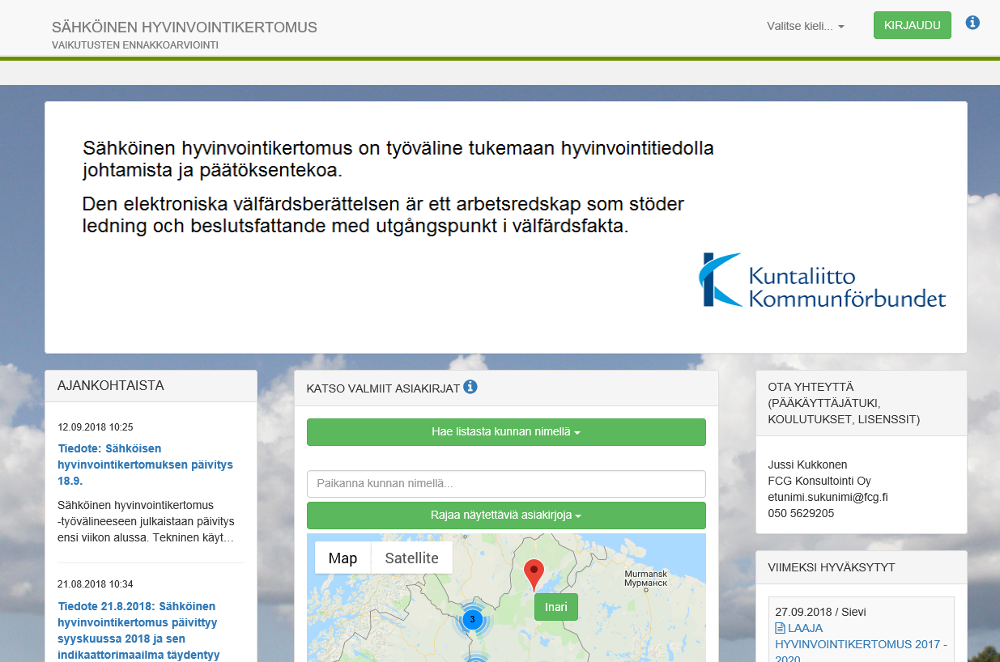 SÄHKÖINEN HYVINVOINTIKERTOMUS
VAIKUTUSTEN ENNAKKOARVIOINTI
Valitse kieli...
KIRJAUDU
Sähköinen hyvinvointikertomus on työväline tukemaan hyvinvointitiedolla
johtamista ja päätöksentekoa.
Den elektroniska välfärdsberättelsen är ett arbetsredskap som stöder
ledning och beslutsfattande med utgångspunkt i välfärdsfakta.
Kuntaliitto
Kommunförbundet
AJANKOHTAISTA
12.09.2018 10:25
Tiedote: Sähköisen
hyvinvointikertomuksen päivitys
18.9.
Sähköinen hyvinvointikertomus
-työvälineeseen julkaistaan päivitys
ensi viikon alussa. Tekninen käyt…
21.08.2018 10:34
Tiedote 21.8.2018: Sähköinen
hyvinvointikertomus päivittyy
syyskuussa 2018 ja sen
indikaattorimaailma täydentyy
KATSO VALMIIT ASIAKIRJAT
Hae listasta kunnan nimellä
Paikanna kunnan nimellä...
Rajaa näytettäviä asiakirjoja
Map
Satellite
Murmansk
Мурманск
Inari
3
OTA YHTEYTTÄ
(PÄÄKÄYTTÄJÄTUKI,
KOULUTUKSET, LISENSSIT)
Jussi Kukkonen
FCG Konsultointi Oy
etunimi.sukunimi@fcg.fi
050 5629205
VIIMEKSI HYVÄKSYTYT
27.09.2018 / Sievi
LAAJA
HYVINVOINTIKERTOMUS 2017 -
2020